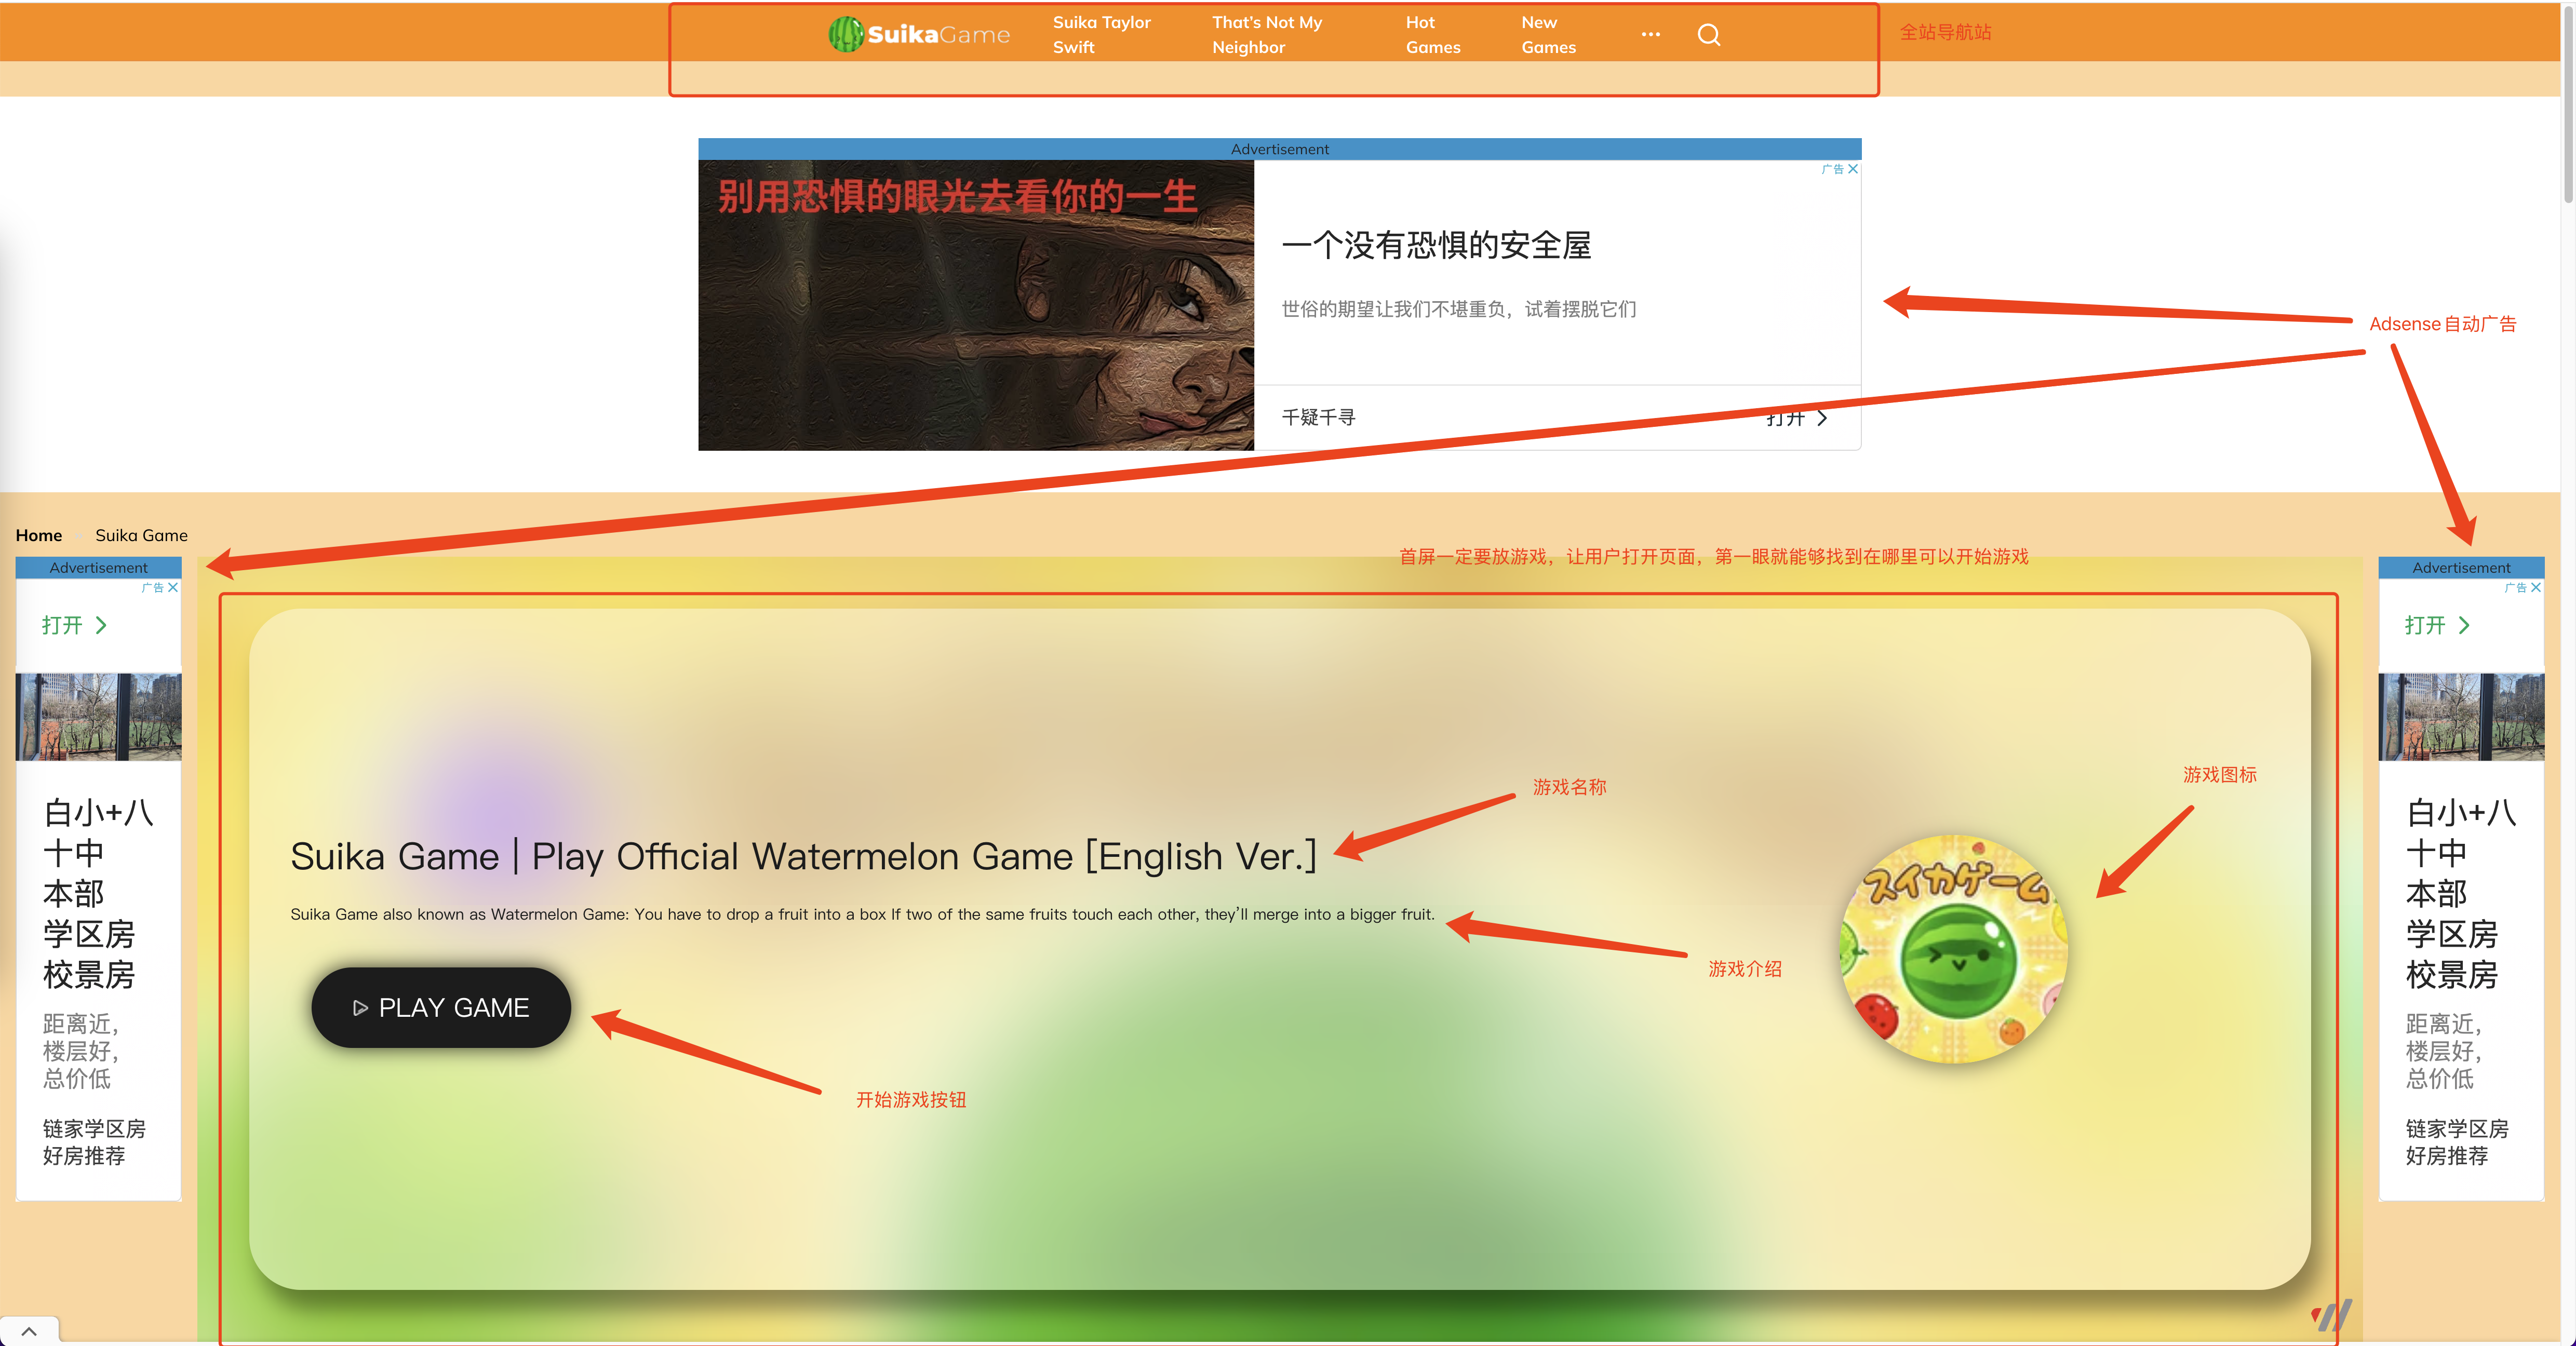 SuikaGame
Suika Taylor
Swift
That's Not My
Neighbor
Hot
Games
New
Games
全站导航站
Advertisement
别用恐惧的眼光去看你的一生
广告
一个没有恐惧的安全屋
世俗的期望让我们不堪重负，试着摆脱它们
千疑千寻
打开
Adsense自动广告
Home
Suika Game
首屏一定要放游戏，让用户打开页面，第一眼就能够找到在哪里可以开始游戏
Advertisement
广告
打开
白小+八
十中
本部
学区房
校景房
距离近，
楼层好，
总价低
链家学区房
好房推荐
游戏名称
Suika Game | Play Official Watermelon Game [English Ver.]
Suika Game also known as Watermelon Game: You have to drop a fruit into a box If two of the same fruits touch each other, they'll merge into a bigger fruit.
游戏介绍
PLAY GAME
开始游戏按钮
游戏图标
スイカゲーム
Advertisement
广告
打开
白小+八
十中
本部
学区房
校景房
距离近，
楼层好，
总价低
链家学区房
好房推荐